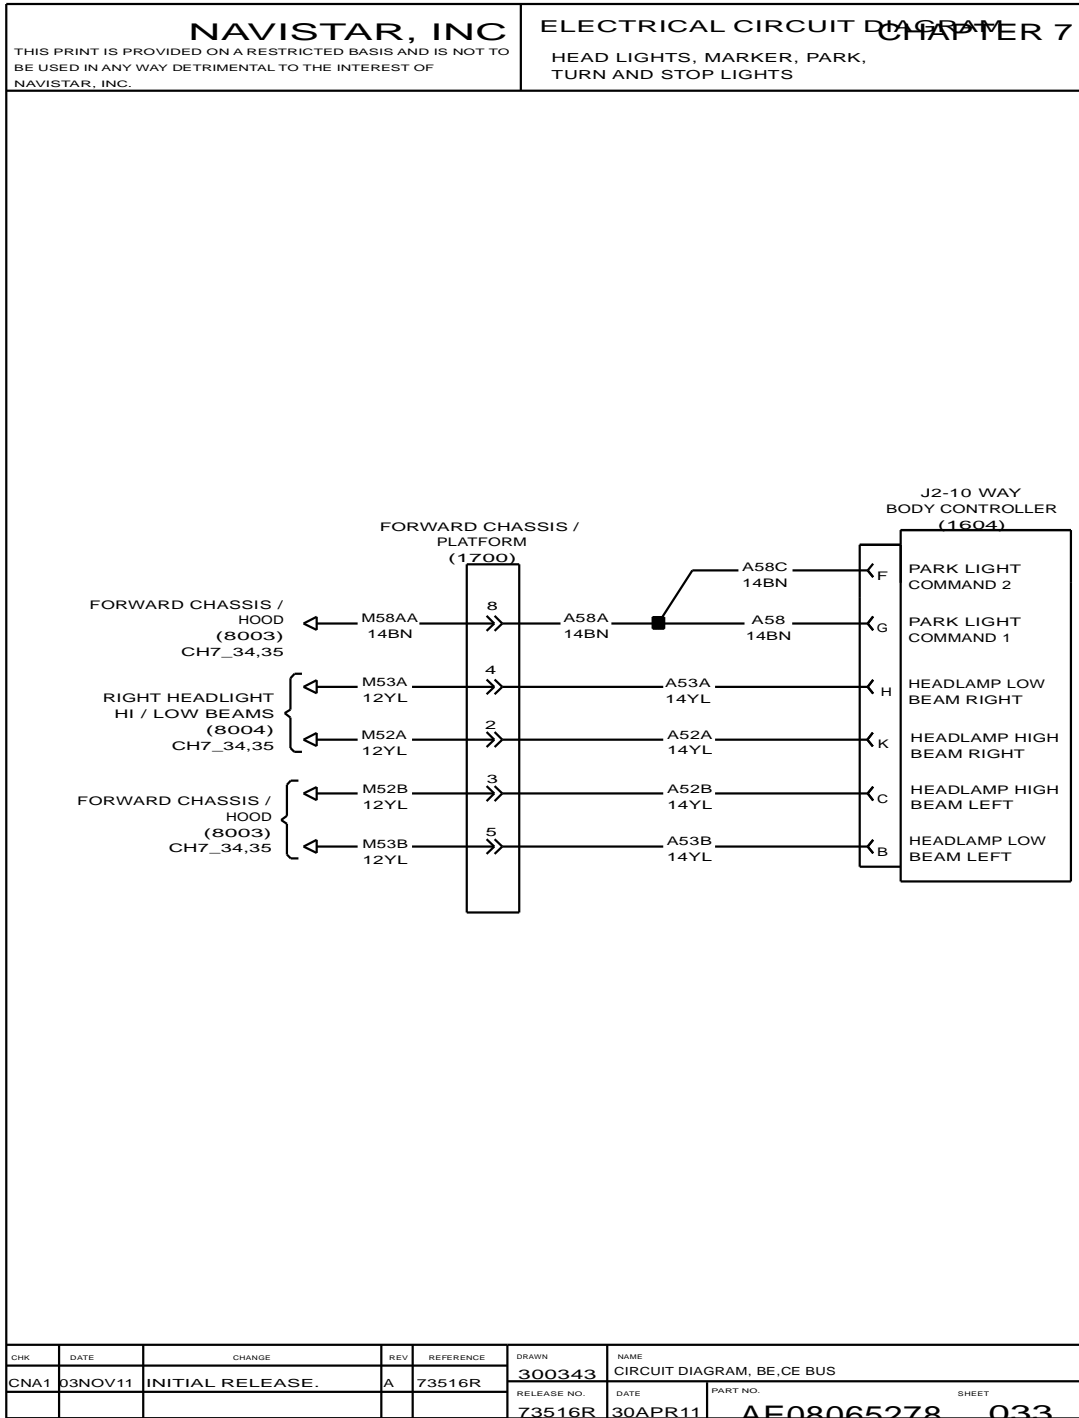 NAVISTAR, INC
THIS PRINT IS PROVIDED ON A RESTRICTED BASIS AND IS NOT TO
BE USED IN ANY WAY DETRIMENTAL TO THE INTEREST OF
NAVISTAR, INC.
ELECTRICAL CIRCUIT DIAGRAM
CHAPTER 7
HEAD LIGHTS, MARKER, PARK,
TURN AND STOP LIGHTS
J2-10 WAY
BODY CONTROLLER
(1604)
FORWARD CHASSIS /
PLATFORM
(1700)
A58C
14BN
F
PARK LIGHT
COMMAND 2
FORWARD CHASSIS /
HOOD
(8003)
CH7_34,35
M58AA
14BN
8
A58A
14BN
A58
14BN
G
PARK LIGHT
COMMAND 1
RIGHT HEADLIGHT
HI / LOW BEAMS
(8004)
CH7_34,35
M53A
12YL
4
A53A
14YL
H
HEADLAMP LOW
BEAM RIGHT
M52A
12YL
2
A52A
14YL
K
HEADLAMP HIGH
BEAM RIGHT
FORWARD CHASSIS /
HOOD
(8003)
CH7_34,35
M52B
12YL
3
A52B
14YL
C
HEADLAMP HIGH
BEAM LEFT
M53B
12YL
5
A53B
14YL
B
HEADLAMP LOW
BEAM LEFT
CHK DATE CHANGE REV REFERENCE
CNA1 03NOV11 INITIAL RELEASE. A 73516R
DRAWN
300343
NAME
CIRCUIT DIAGRAM, BE,CE BUS
RELEASE NO.
73516R
DATE
30APR11
PART NO.
AE08065278
SHEET
033